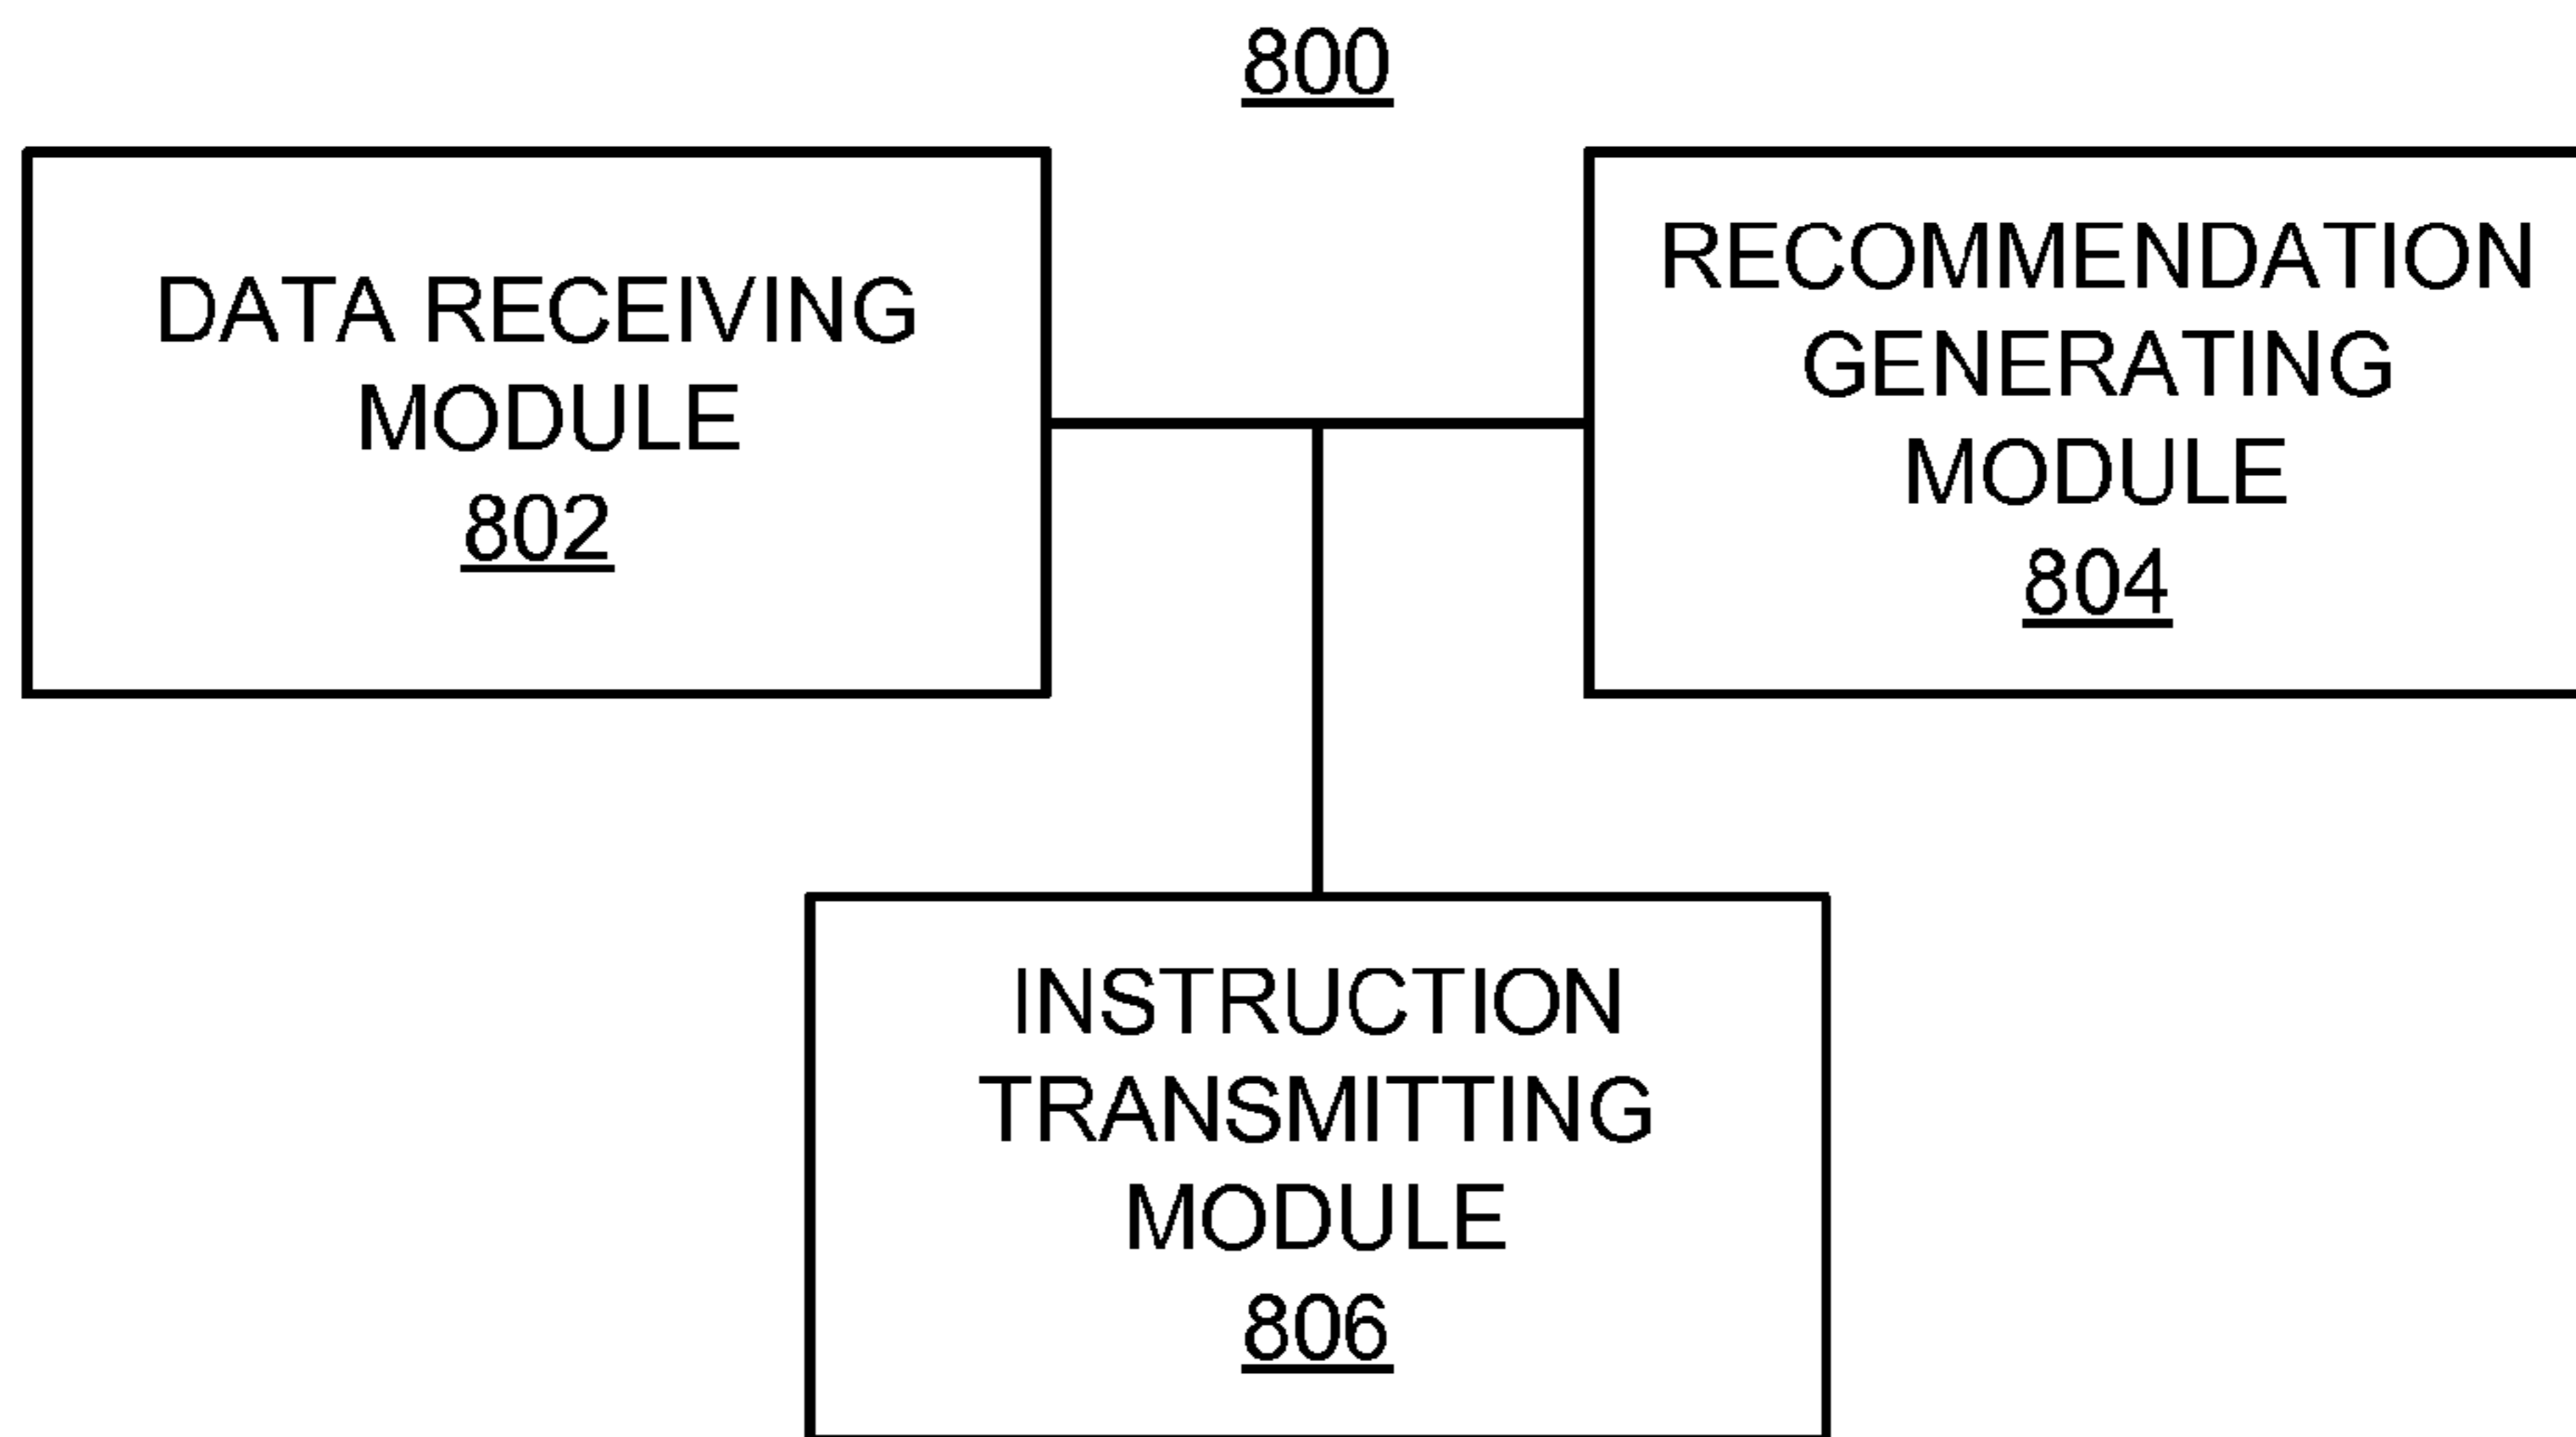 800
DATA RECEIVING
MODULE
802
RECOMMENDATION
GENERATING
MODULE
804
INSTRUCTION
TRANSMITTING
MODULE
806